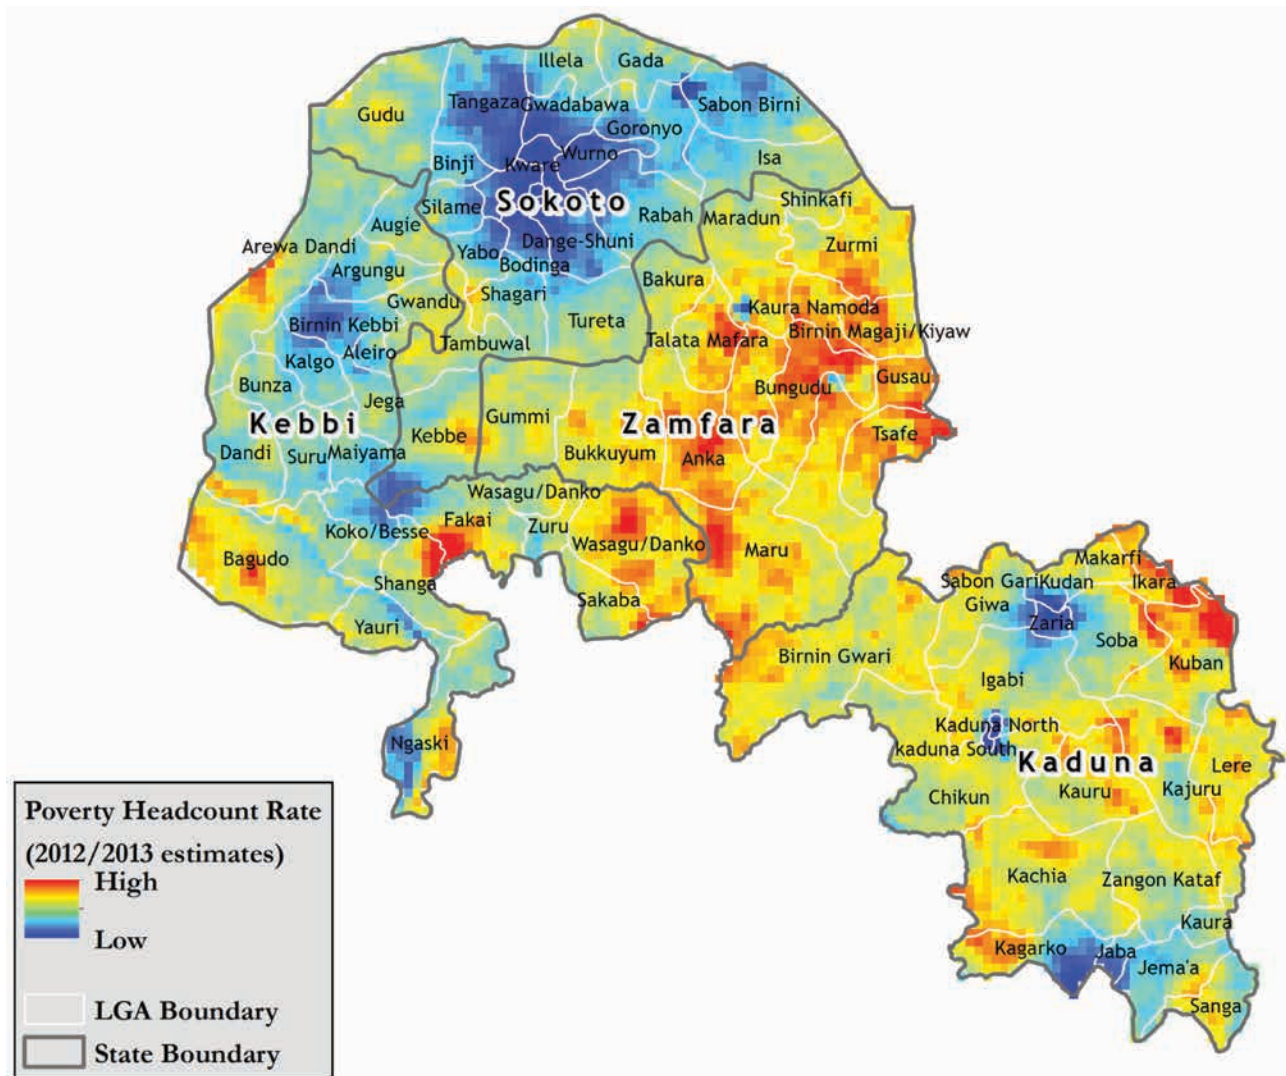 Illela
Gada
Tangaza
Gwadabawa
Sabon Birni
Gudu
Goronyo
Binji
Kware
Wurno
Isa
Sokoto
Silame
Rabah
Maradun
Shinkafi
Augie
Arewa Dandi
Yabo
Dange-Shuni
Zurmi
Argungu
Bodinga
Bakura
Gwandu
Shagari
Kaura Namoda
Birnin Kebbi
Tureta
Birnin Magaji/Kiyaw
Talata Mafara
Tambuwal
Kalgo
Aleiro
Bunza
Bungudu
Gusau
Jega
Kebbi
Gummi
Zamfara
Kebbe
Tsafe
Dandi
Suru
Maiyama
Bukkuyum
Anka
Wasagu/Danko
Fakai
Koko/Besse
Zuru
Wasagu/Danko
Maru
Bagudo
Shanga
Makarfi
Sabon Gari
Kudan
Ikara
Sakaba
Giwa
Yauri
Zaria
Soba
Birnin Gwari
Kuban
Igabi
Kaduna North
Ngaski
kaduna South
Kaduna
Lere
Chikun
Kauru
Kajuru
Kachia
Zangon Kataf
Kaura
Kagarko
Jaba
Jema'a
Sanga
Poverty Headcount Rate
(2012/2013 estimates)
High
Low
LGA Boundary
State Boundary